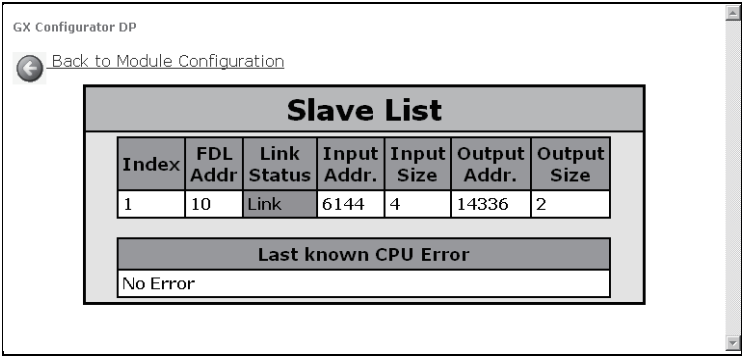 GX Configurator DP
Back to Module Configuration
Slave List
Index FDL Addr Link Status Input Addr. Input Size Output Addr. Output Size
1 10 Link 6144 4 14336 2
Last known CPU Error
No Error